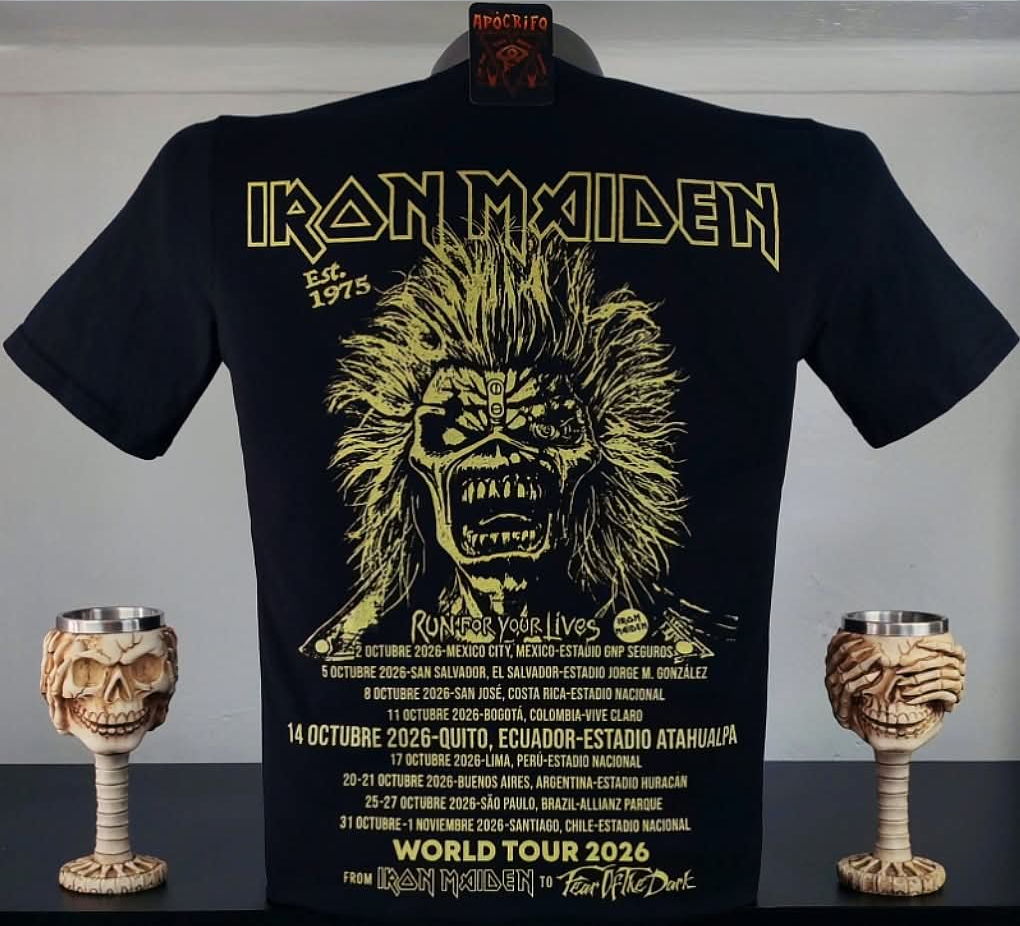 APÓCRIFO
IRON MAIDEN
Est.
1975
RUN FOR YOUR LIVES
IRON MAIDEN
2 OCTUBRE 2026-MEXICO CITY, MEXICO-ESTADIO GNP SEGUROS
5 OCTUBRE 2026-SAN SALVADOR, EL SALVADOR-ESTADIO JORGE M. GONZÁLEZ
8 OCTUBRE 2026-SAN JOSÉ, COSTA RICA-ESTADIO NACIONAL
11 OCTUBRE 2026-BOGOTÁ, COLOMBIA-VIVE CLARO
14 OCTUBRE 2026-QUITO, ECUADOR-ESTADIO ATAHUALPA
17 OCTUBRE 2026-LIMA, PERÚ-ESTADIO NACIONAL
20-21 OCTUBRE 2026-BUENOS AIRES, ARGENTINA-ESTADIO HURACAN
25-27 OCTUBRE 2026-SÃO PAULO, BRAZIL-ALLIANZ PARQUE
31 OCTUBRE-1 NOVIEMBRE 2026-SANTIAGO, CHILE-ESTADIO NACIONAL
WORLD TOUR 2026
FROM IRON MAIDEN TO Fear Of The Dark